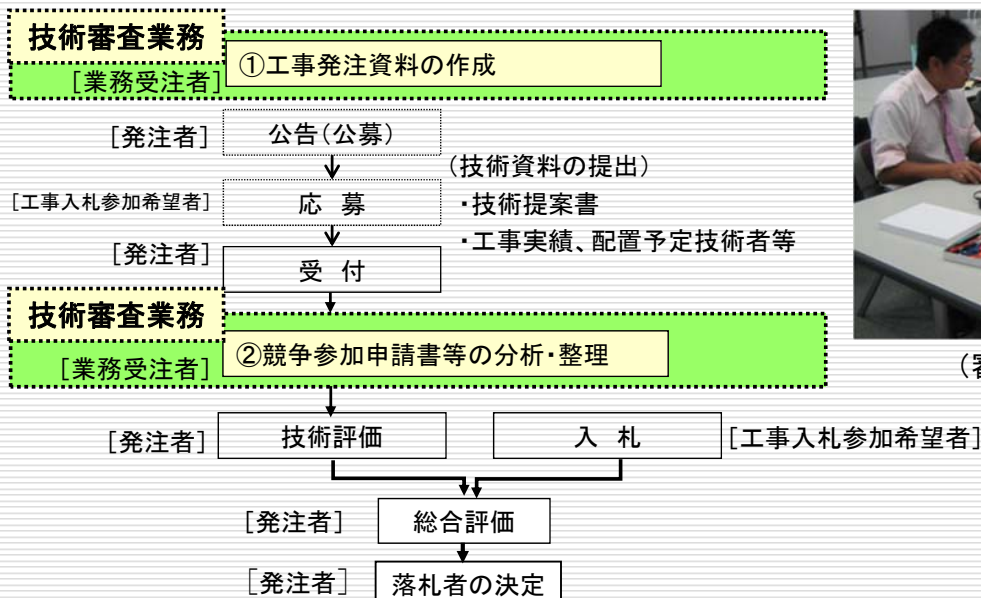 技術審査業務
[業務受注者]
①工事発注資料の作成
[発注者]
公告(公募)
(技術資料の提出)
[工事入札参加希望者]
応 募
・技術提案書
・工事実績、配置予定技術者等
[発注者]
受 付
技術審査業務
[業務受注者]
②競争参加申請書等の分析・整理
(審
[発注者]
技術評価
入 札
[工事入札参加希望者]
[発注者]
総合評価
[発注者]
落札者の決定